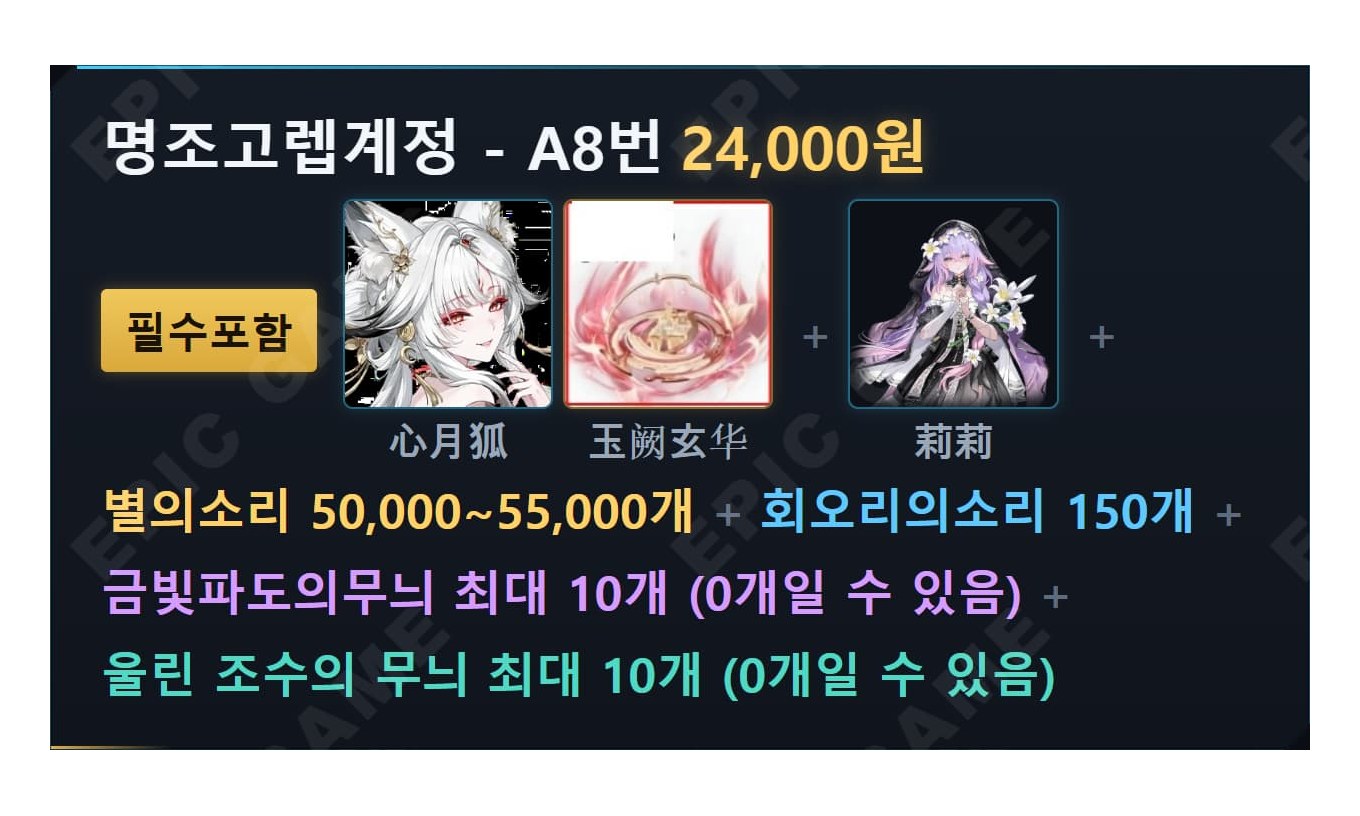 명조고렙계정 - A8번 24,000원
필수포함
+ +
心月狐 玉阙玄华 莉莉
별의소리 50,000~55,000개 + 회오리의소리 150개 +
금빛파도의무늬 최대 10개 (0개일 수 있음) +
울린 조수의 무늬 최대 10개 (0개일 수 있음)
EPIC GAME